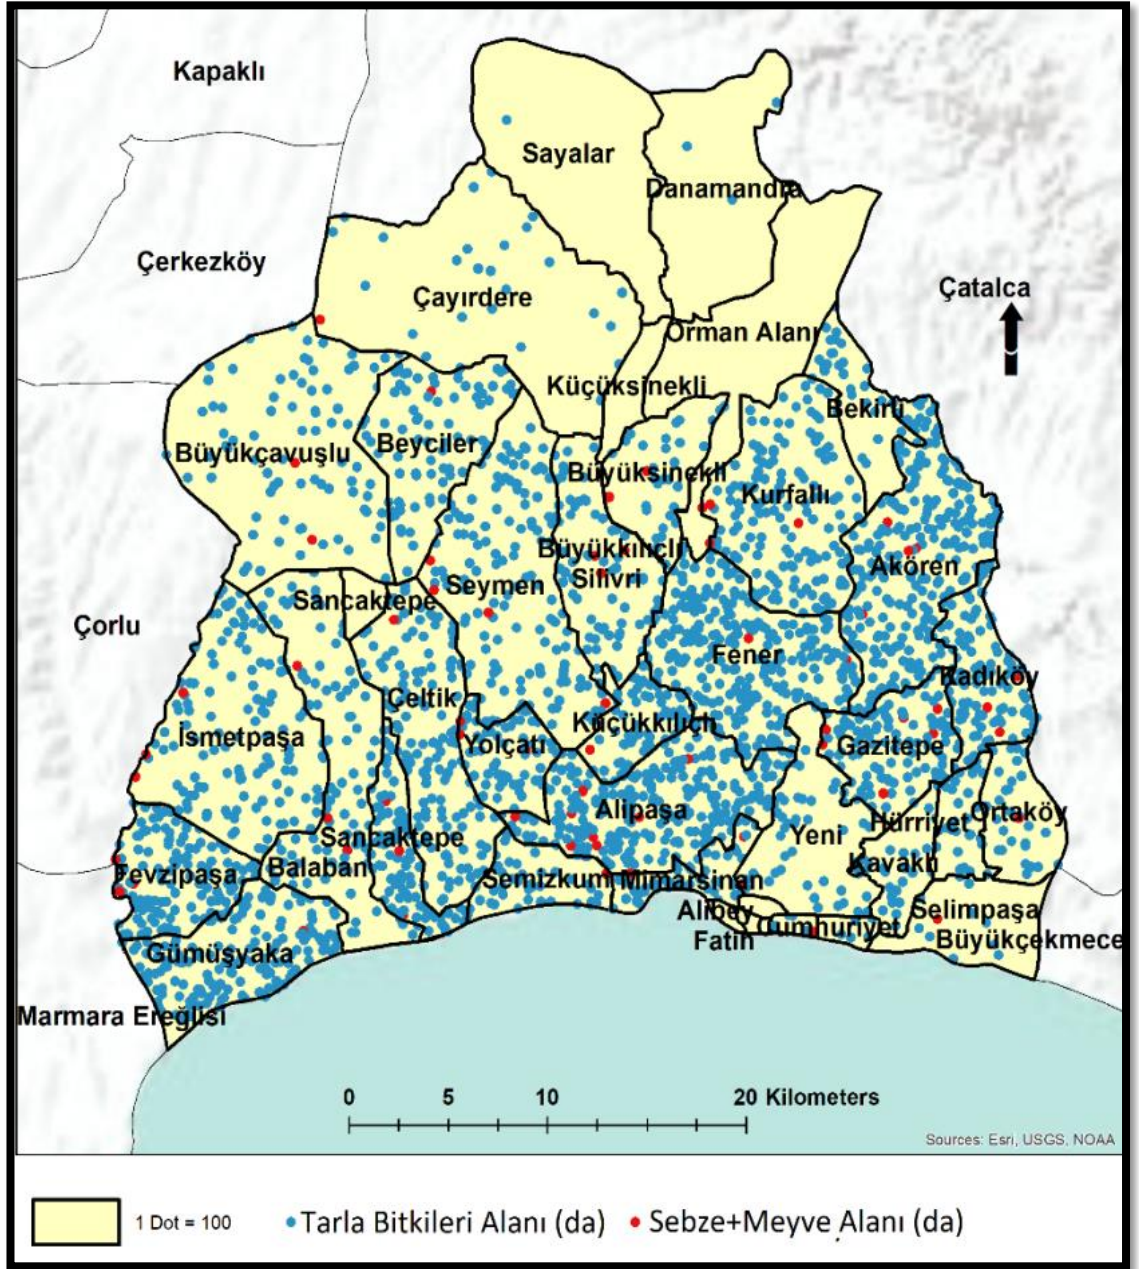 Kapaklı
Sayalar
Danamandra
Çerkezköy
Çatalca
Çayırdere
Orman Alanı
Küçüksinekli
Bekirli
Büyükçavuşlu
Beyciler
Büyüksinekli
Kurfallı
Büyükkılıçlı
Akören
Silivri
Seymen
Sancaktepe
Çorlu
Fener
Kadıköy
Çeltik
Küçükkılıçlı
İsmetpaşa
Yolçatı
Gazitepe
Alipaşa
Ortaköy
Hürriyet
Yeni
Sancaktepe
Kavaklı
Balaban
Fevzipaşa
Semizkum
Mimarsinan
Alibey
Selimpaşa
Cumhuriyet
Fatih
Büyükçekmece
Gümüşyaka
Marmara Ereğlisi
0 5 10 20 Kilometers
Sources: Esri, USGS, NOAA
1 Dot = 100
Tarla Bitkileri Alanı (da)
Sebze+Meyve Alanı (da)